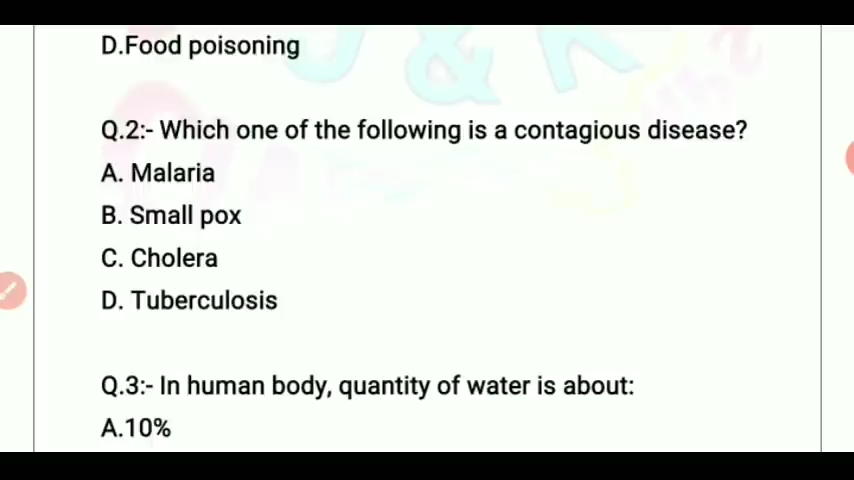 D.Food poisoning
Q.2:- Which one of the following is a contagious disease?
A. Malaria
B. Small pox
C. Cholera
D. Tuberculosis
Q.3:- In human body, quantity of water is about:
A.10%